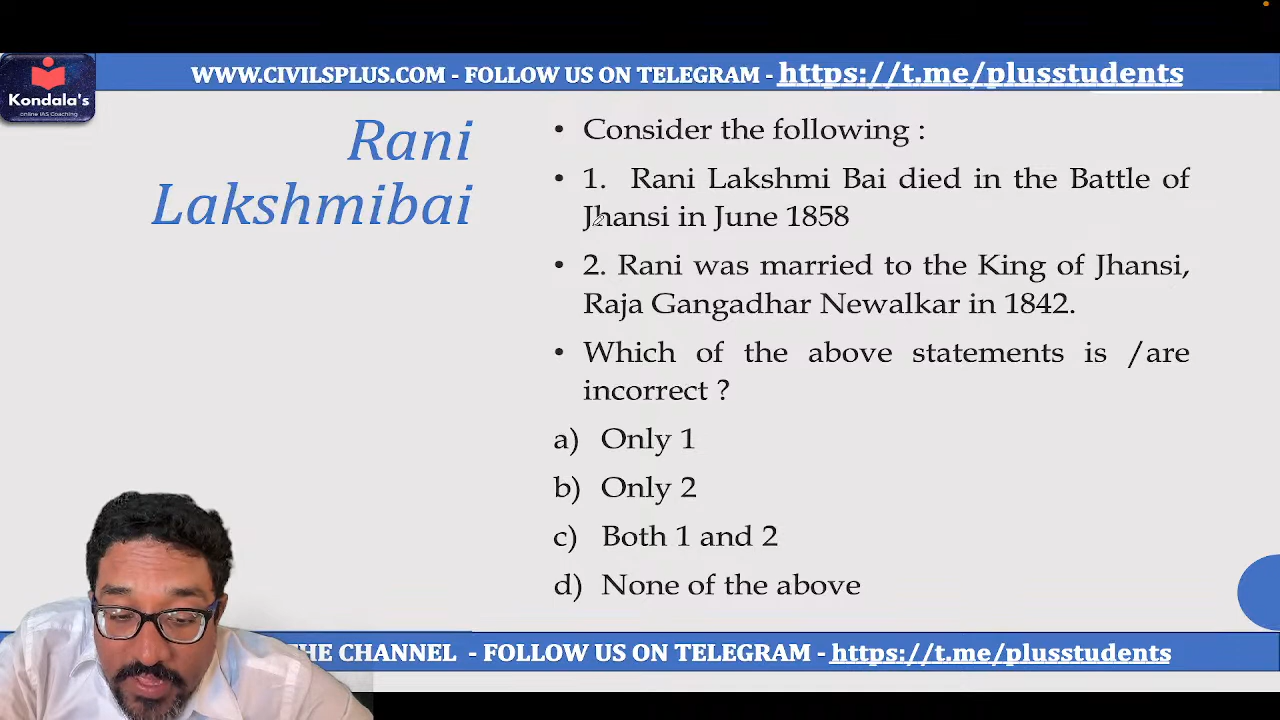 WWW.CIVILSPLUS.COM - FOLLOW US ON TELEGRAM - https://t.me/plusstudents
Kondala's
online IAS Coaching
Rani
Lakshmibai
• Consider the following :
• 1. Rani Lakshmi Bai died in the Battle of
Jhansi in June 1858
• 2. Rani was married to the King of Jhansi,
Raja Gangadhar Newalkar in 1842.
• Which of the above statements is /are
incorrect ?
a) Only 1
b) Only 2
c) Both 1 and 2
d) None of the above
HE CHANNEL - FOLLOW US ON TELEGRAM - https://t.me/plusstudents